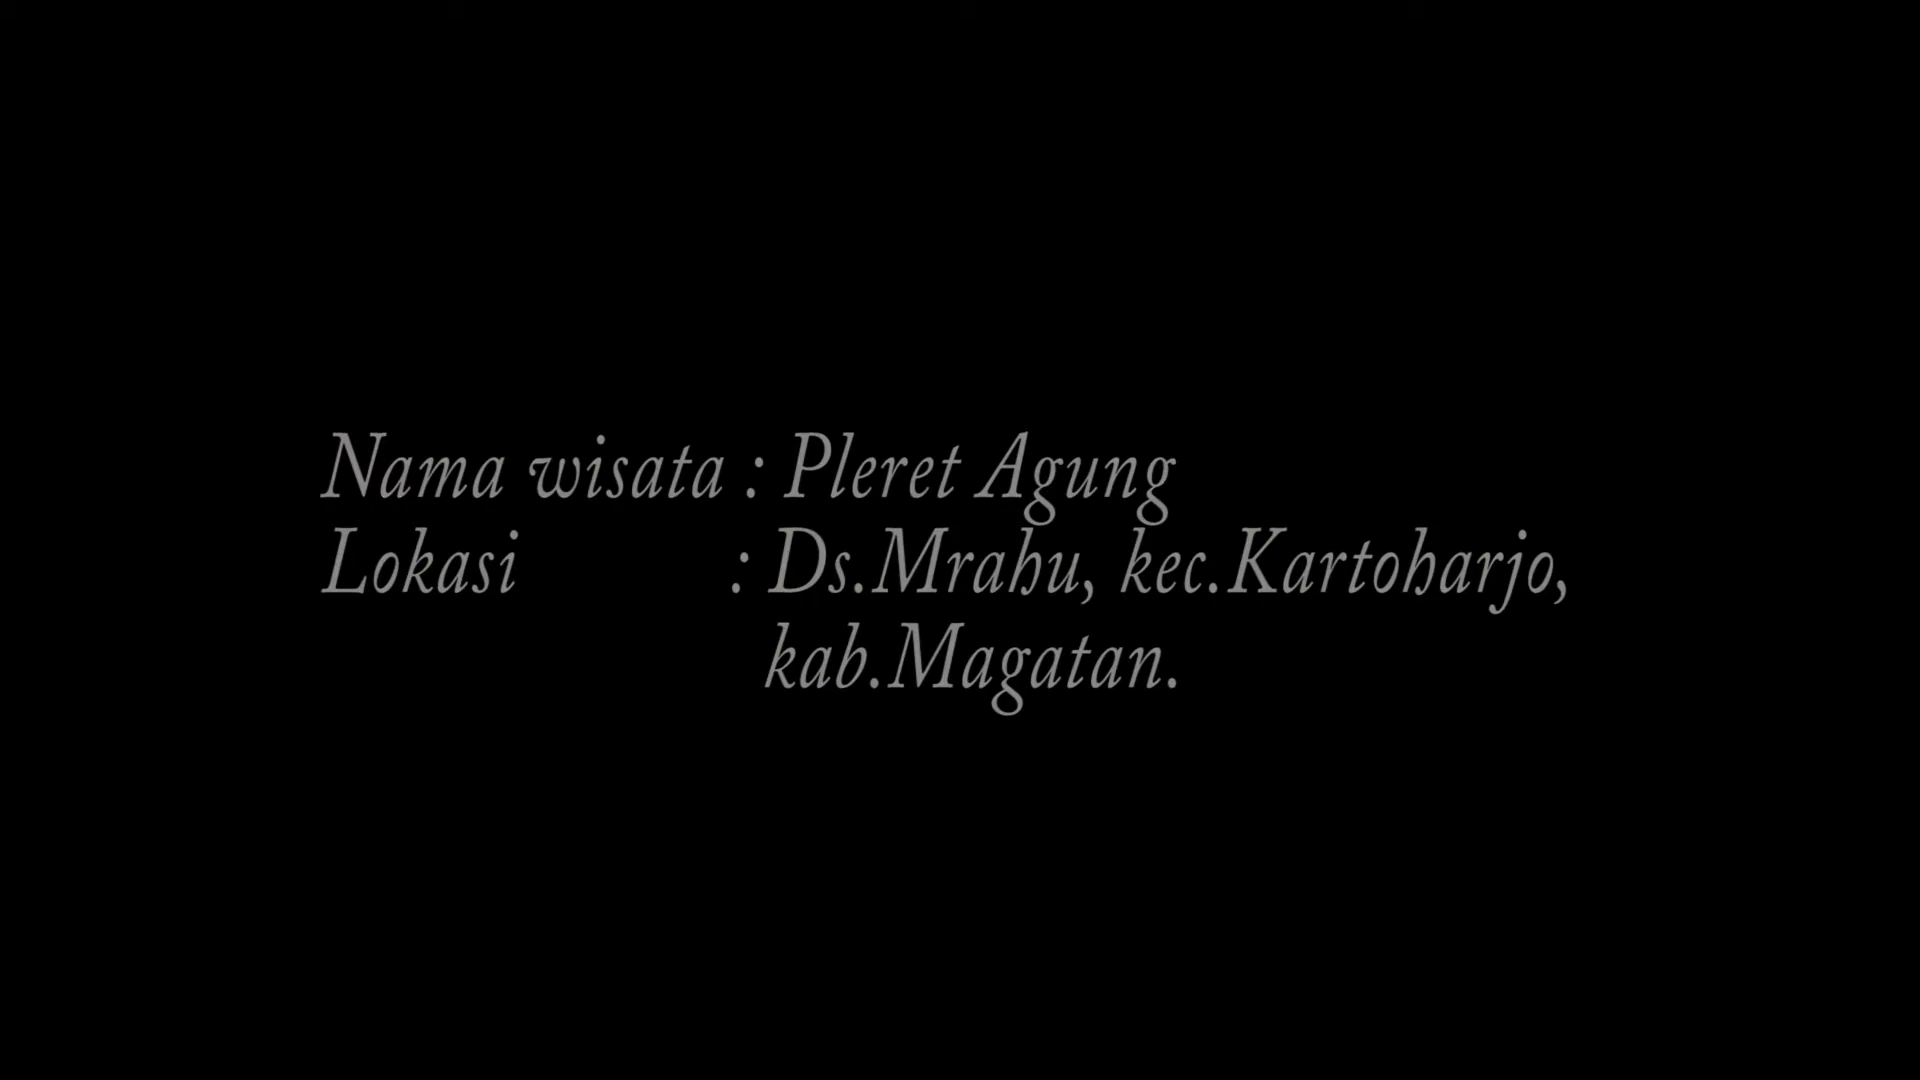 Nama wisata : Pleret Agung
Lokasi : Ds.Mrahu, kec.Kartoharjo,
kab.Magatan.